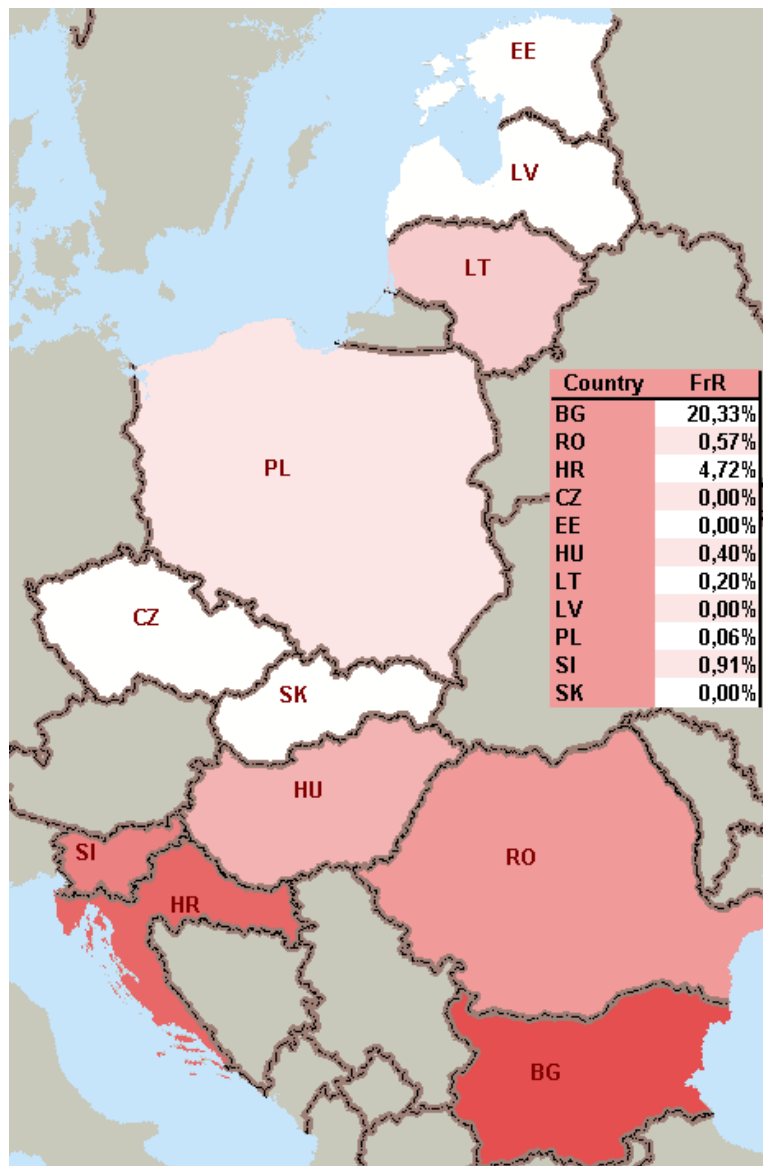 EE
LV
LT
Country FrR
BG 20,33%
RO 0,57%
HR 4,72%
CZ 0,00%
EE 0,00%
HU 0,40%
LT 0,20%
LV 0,00%
PL 0,06%
SI 0,91%
SK 0,00%
PL
CZ
SK
HU
SI
RO
HR
BG